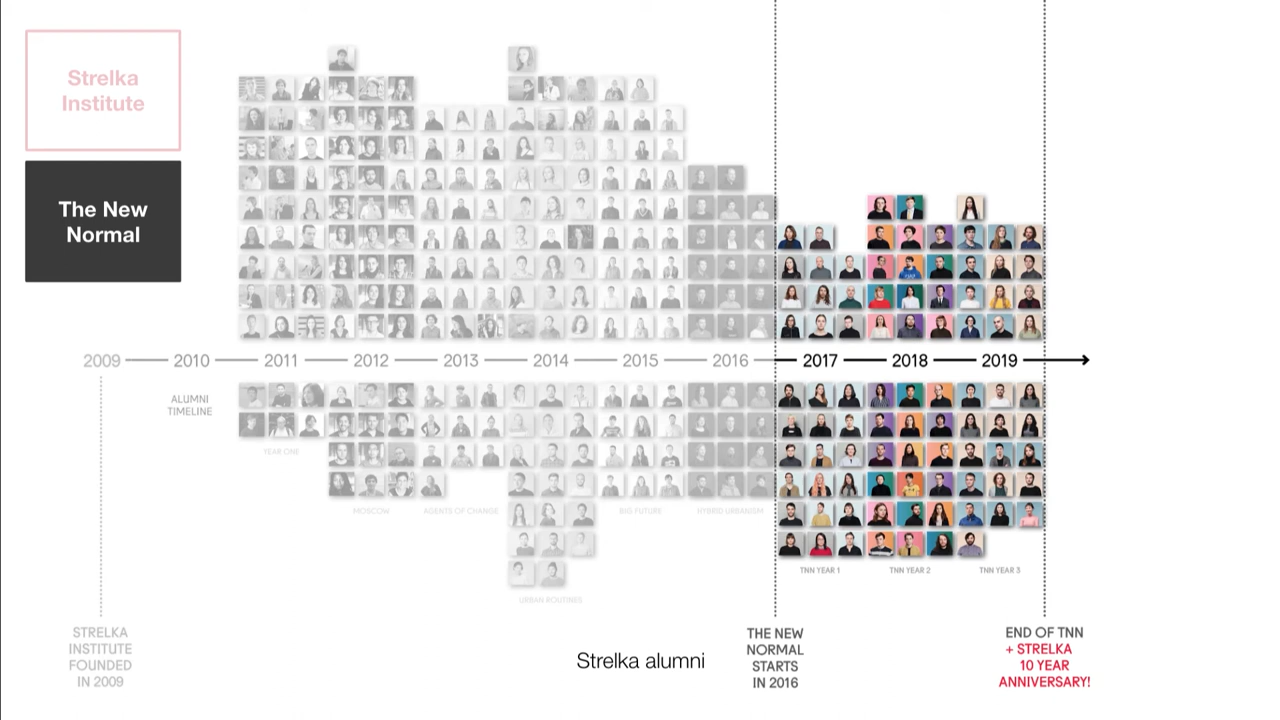 Strelka
Institute
The New
Normal
2009
2010
2011
2012
2013
2014
2015
2016
2017
2018
2019
ALUMNI
TIMELINE
YEAR ONE
MOSCOW
AGENTS OF CHANGE
URBAN ROUTINES
BIG FUTURE
HYBRID URBANISM
TNN YEAR 1
TNN YEAR 2
TNN YEAR 3
STRELKA
INSTITUTE
FOUNDED
IN 2009
Strelka alumni
THE NEW
NORMAL
STARTS
IN 2016
END OF TNN
+ STRELKA
10 YEAR
ANNIVERSARY!